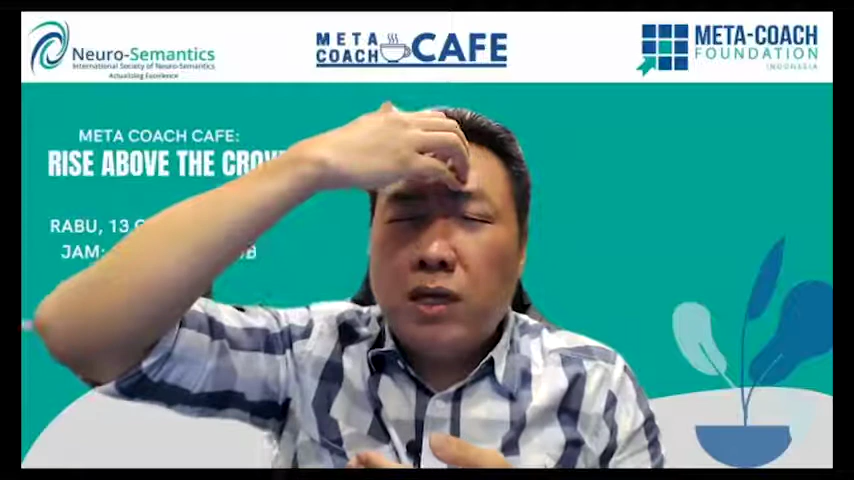 Neuro-Semantics
International Society of Neuro-Semantics
Actualizing Excellence
META
COACH CAFE
META-COACH
FOUNDATION
INDONESIA
META COACH CAFE:
RISE ABOVE THE
RABU, 13
JAM: